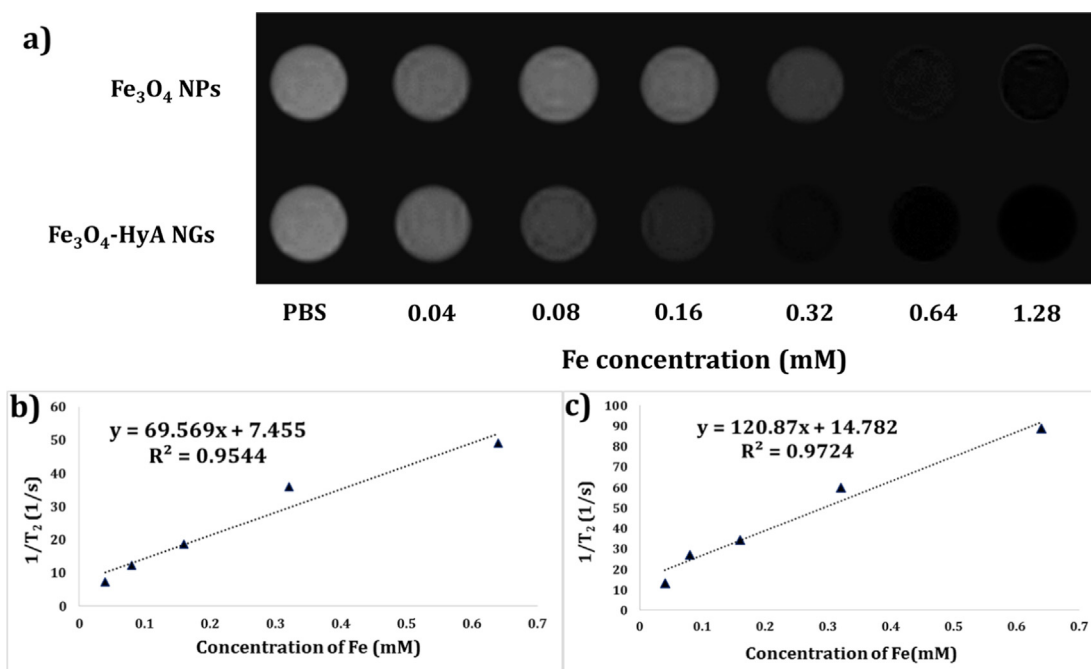 a)
Fe₃O₄ NPs
Fe₃O₄-HyA NGs
PBS 0.04 0.08 0.16 0.32 0.64 1.28
Fe concentration (mM)
b)
y = 69.569x + 7.455
R² = 0.9544
1/T₂ (1/s)
60
50
40
30
20
10
0
0 0.1 0.2 0.3 0.4 0.5 0.6 0.7
Concentration of Fe (mM)
c)
y = 120.87x + 14.782
R² = 0.9724
1/T₂ (1/s)
100
90
80
70
60
50
40
30
20
10
0
0 0.1 0.2 0.3 0.4 0.5 0.6 0.7
Concentration of Fe(mM)